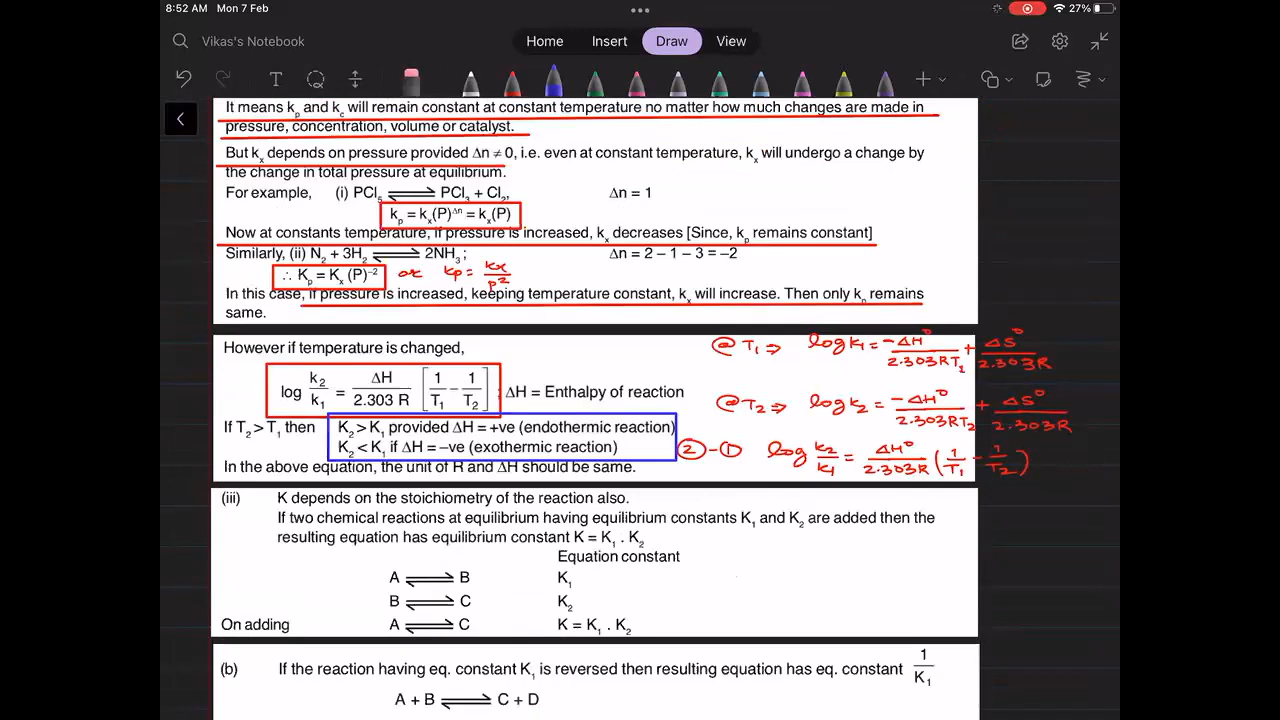 8:52 AM Mon 7 Feb
27%
Vikas's Notebook
Home Insert Draw View
It means kp and kc will remain constant at constant temperature no matter how much changes are made in
pressure, concentration, volume or catalyst.
But kx depends on pressure provided Δn ≠ 0, i.e. even at constant temperature, kx will undergo a change by
the change in total pressure at equilibrium.
For example, (i) PCl5 ⇌ PCl3 + Cl2, Δn = 1
kp = kx(P)^Δn = kx(P)
Now at constants temperature, if pressure is increased, kx decreases [Since, kp remains constant]
Similarly, (ii) N2 + 3H2 ⇌ 2NH3 ; Δn = 2 – 1 – 3 = –2
∴ Kp = Kx (P)^–2 or kp = kx/p^2
In this case, if pressure is increased, keeping temperature constant, kx will increase. Then only kp remains
same.
However if temperature is changed,
@ T1 ⇒ log k1 = -ΔH°/2.303RT1 + ΔS°/2.303R
log k2/k1 = ΔH/2.303 R [1/T1 – 1/T2] ; ΔH = Enthalpy of reaction
@ T2 ⇒ log k2 = -ΔH°/2.303RT2 + ΔS°/2.303R
If T2 > T1 then K2 > K1 provided ΔH = +ve (endothermic reaction)
K2 < K1 if ΔH = –ve (exothermic reaction)
② - ① log k2/k1 = ΔH°/2.303R (1/T1 - 1/T2)
In the above equation, the unit of R and ΔH should be same.
(iii) K depends on the stoichiometry of the reaction also.
If two chemical reactions at equilibrium having equilibrium constants K1 and K2 are added then the
resulting equation has equilibrium constant K = K1 . K2
Equation constant
A ⇌ B K1
B ⇌ C K2
On adding A ⇌ C K = K1 . K2
(b) If the reaction having eq. constant K1 is reversed then resulting equation has eq. constant 1/K1
A + B ⇌ C + D